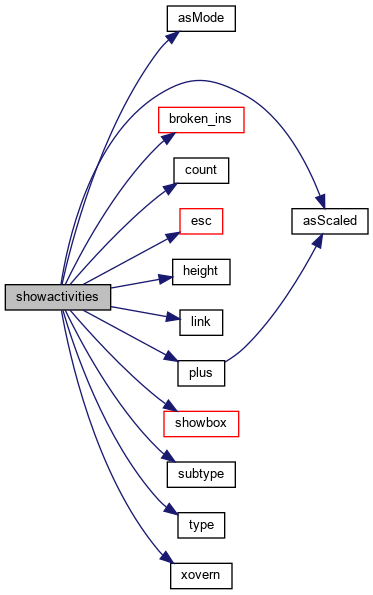 asMode
broken_ins
count
esc
asScaled
height
showactivities
link
plus
showbox
subtype
type
xovern